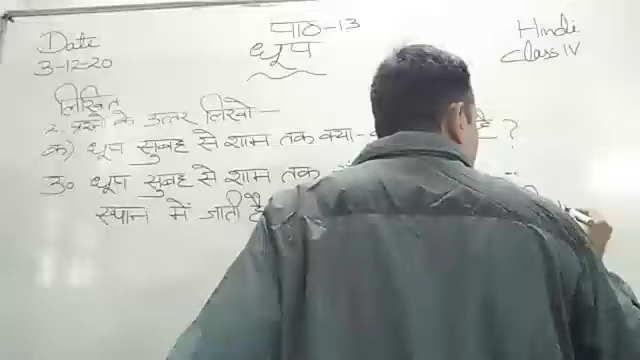 Date
3-12-20
पाठ-13
धूप
Hindi
Class IV
लिखित
2. प्रश्नो के उत्तर लिखो—
क) धूप सुबह से शाम तक क्या- है ?
उ० धूप सुबह से शाम तक
स्थान में जाती है